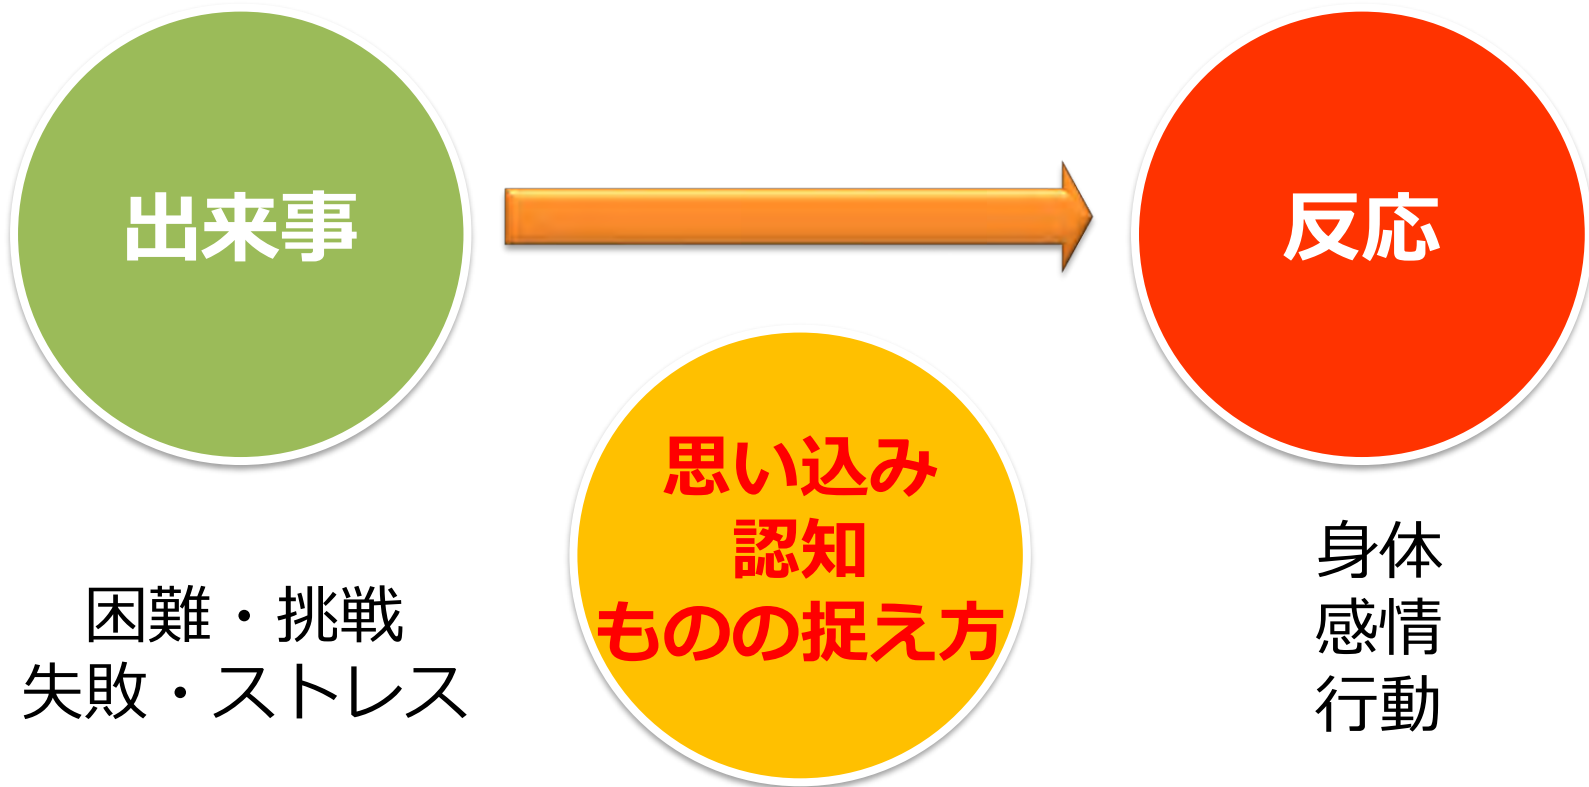 出来事
困難・挑戦
失敗・ストレス
思い込み
認知
ものの捉え方
反応
身体
感情
行動